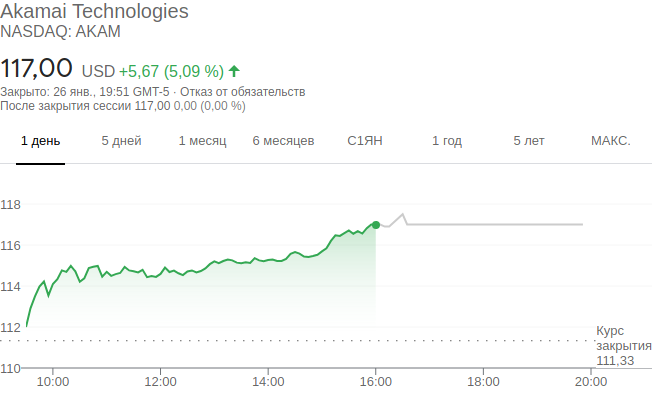 Akamai Technologies
NASDAQ: AKAM
117,00 USD +5,67 (5,09 %)
Закрыто: 26 янв., 19:51 GMT-5 · Отказ от обязательств
После закрытия сессии 117,00 0,00 (0,00 %)
1 день 5 дней 1 месяц 6 месяцев С1ЯН 1 год 5 лет МАКС.
118
116
114
112
110
Курс
закрытия
111,33
10:00 12:00 14:00 16:00 18:00 20:00